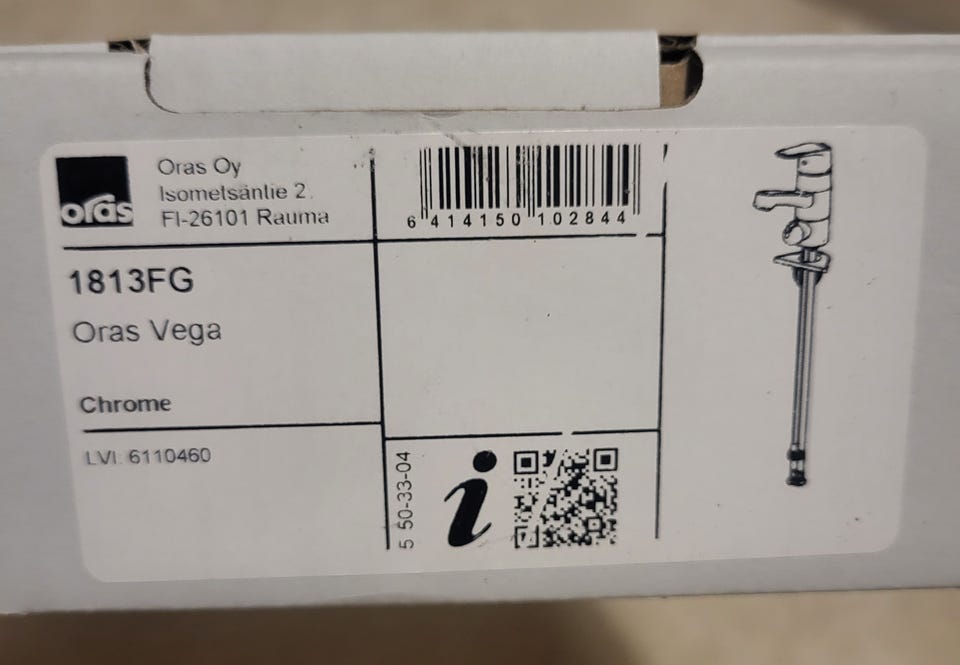 oras
Oras Oy
Isometsäntie 2
FI-26101 Rauma
6 414150 102844
1813FG
Oras Vega
Chrome
LVI. 6110460
5 50-33-04
i